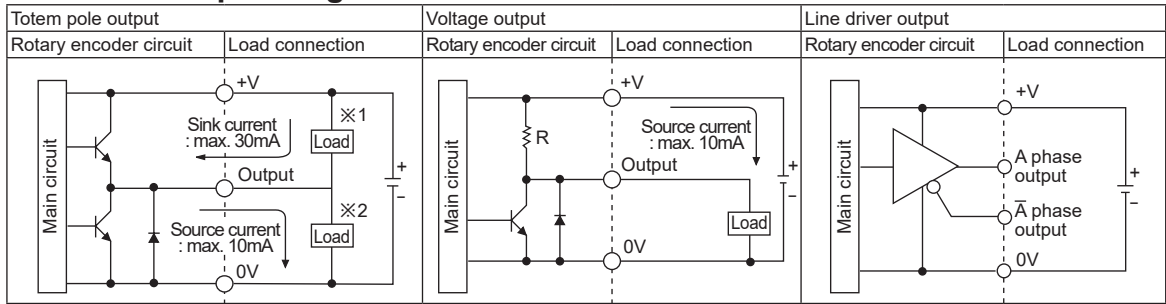 Totem pole output
Rotary encoder circuit
Load connection
Main circuit
+V
Sink current
: max. 30mA
※1
Load
Output
Source current
: max. 10mA
※2
Load
0V
+
−
Voltage output
Rotary encoder circuit
Load connection
Main circuit
+V
R
Source current
: max. 10mA
Output
Load
0V
+
−
Line driver output
Rotary encoder circuit
Load connection
Main circuit
+V
A phase
output
A̅ phase
output
0V
+
−